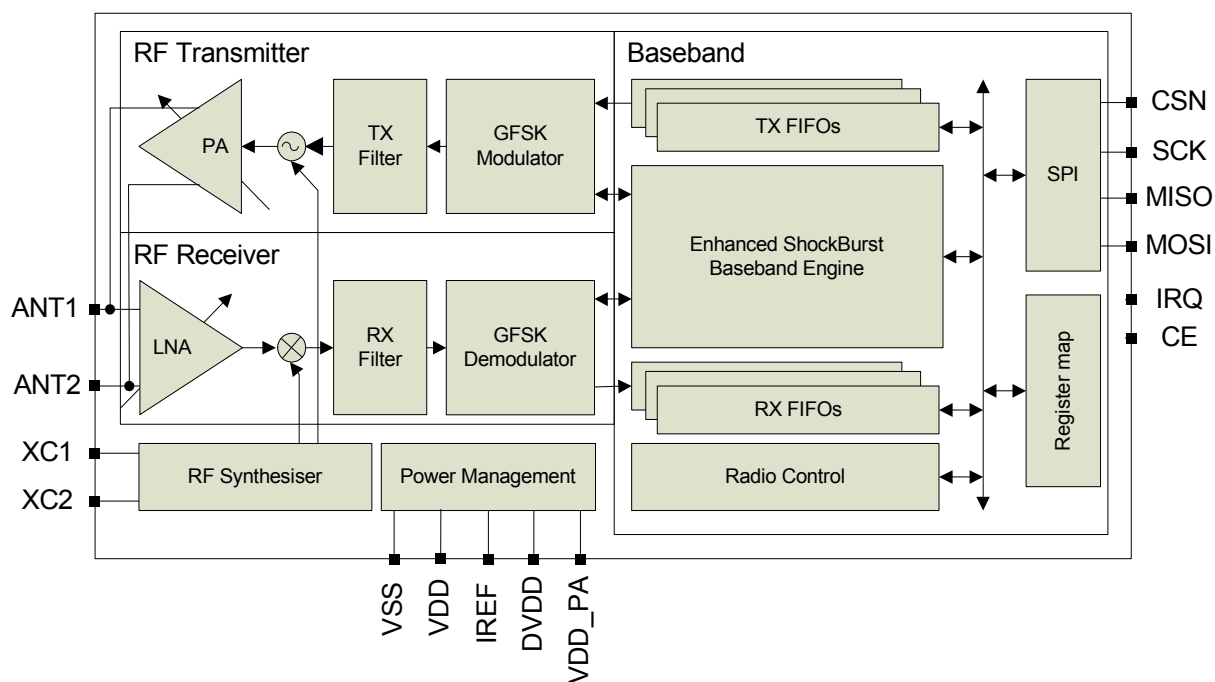 RF Transmitter
Baseband
PA
TX
Filter
GFSK
Modulator
TX FIFOs
SPI
CSN
SCK
MISO
MOSI
IRQ
CE
Enhanced ShockBurst
Baseband Engine
RF Receiver
ANT1
ANT2
LNA
RX
Filter
GFSK
Demodulator
RX FIFOs
Register map
XC1
XC2
RF Synthesiser
Power Management
Radio Control
VSS
VDD
IREF
DVDD
VDD_PA